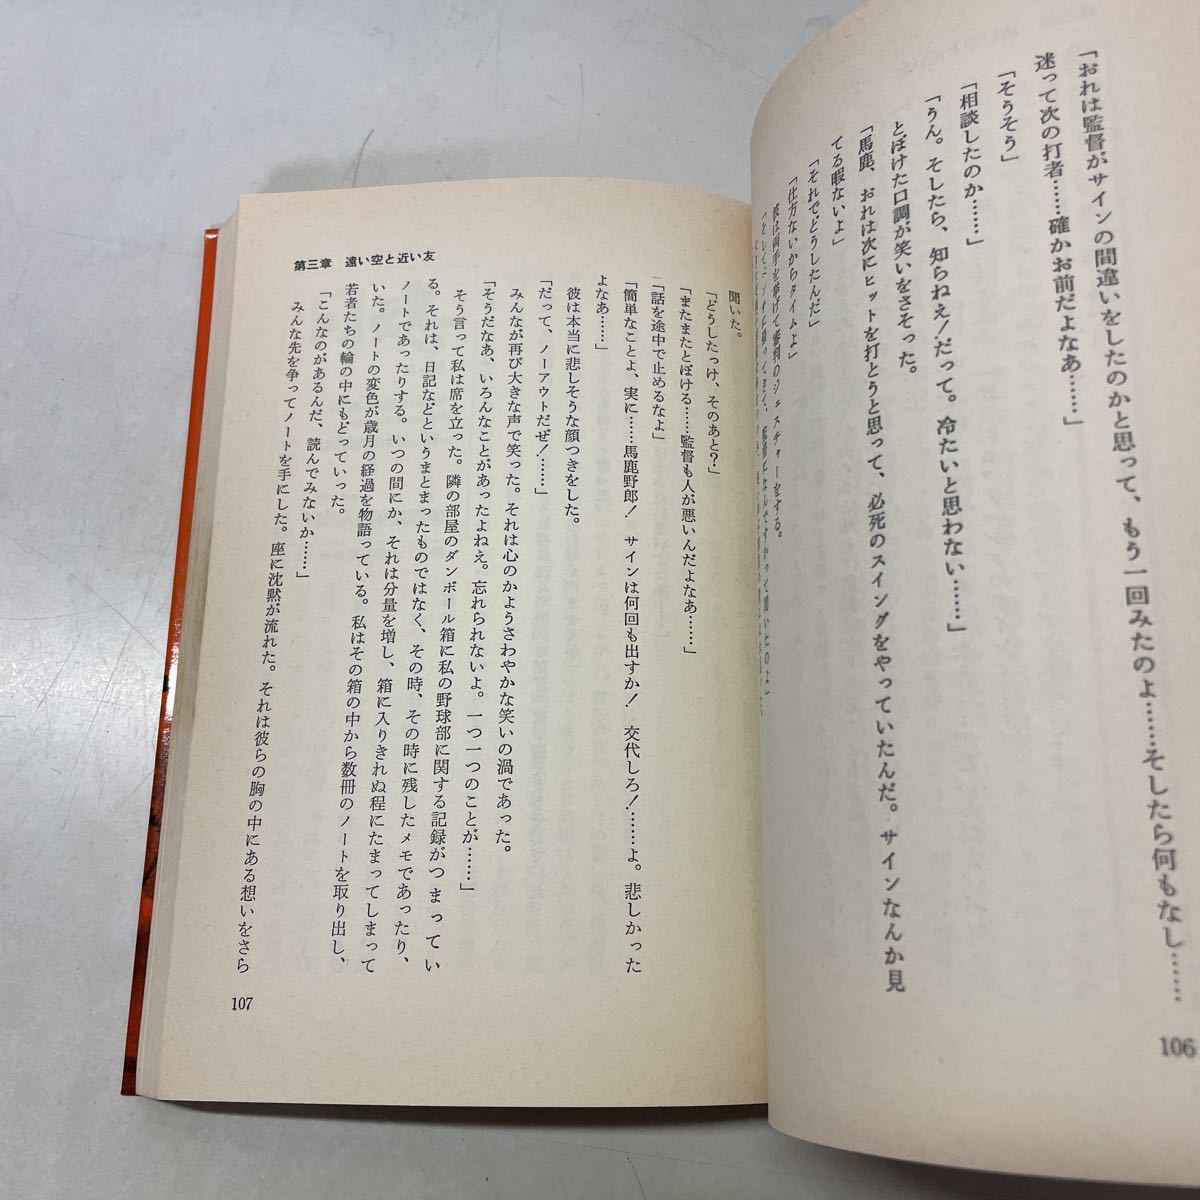 「おれは監督がサインの間違いをしたのかと思って、もう一回みたのよ……そしたら何もなし……
迷って次の打者……確かお前だよなあ……」
「そうそう」
「相談したのか……」
「うん。そしたら、知らねえ！だって。冷たいと思わない……」
とぼけた口調が笑いをさそった。
「馬鹿、おれは次にヒットを打とうと思って、必死のスイングをやっていたんだ。サインなんか見
てる暇ないよ」
「それでどうしたんだ」
「仕方ないからタイムよ」
彼は両手を挙げて審判のジェスチャーをする。
106
聞いた。
「どうしたっけ、そのあと？」
「またまたとぼける……監督も人が悪いんだよなあ……」
「話を途中で止めるなよ」
「簡単なことよ、実に……馬鹿野郎！　サインは何回も出すか！　交代しろ！……よ。悲しかった
よなあ……」
彼は本当に悲しそうな顔つきをした。
「だって、ノーアウトだぜ！……」
みんなが再び大きな声で笑った。それは心のかようさわやかな笑いの渦であった。
「そうだなあ、いろんなことがあったよねえ。忘れられないよ。一つ一つのことが……」
そう言って私は席を立った。隣の部屋のダンボール箱に私の野球部に関する記録がつまってい
る。それは、日記などというまとまったものではなく、その時、その時に残したメモであったり、
ノートであったりする。いつの間にか、それは分量を増し、箱に入りきれぬ程にたまってしまって
いた。ノートの変色が歳月の経過を物語っている。私はその箱の中から数冊のノートを取り出し、
若者たちの輪の中にもどっていった。
「こんなのがあるんだ、読んでみないか……」
みんな先を争ってノートを手にした。座に沈黙が流れた。それは彼らの胸の中にある想いをさら
第三章　遠い空と近い友
107